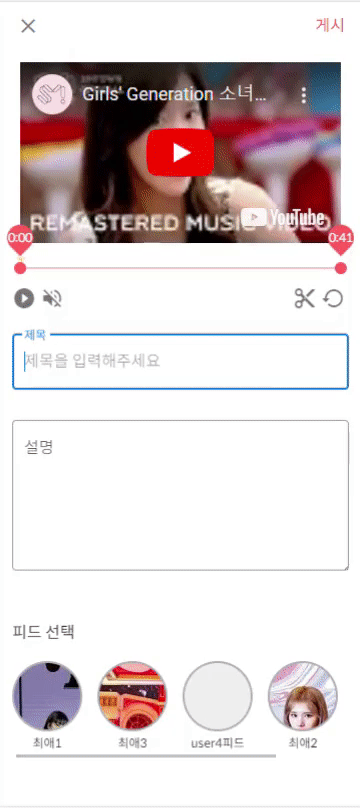 게시
Girls' Generation 소녀...
REMASTERED MUSIC VIDEO
YouTube
0:00
0:41
제목
제목을 입력해주세요
설명
피드 선택
최애1
최애3
user4피드
최애2